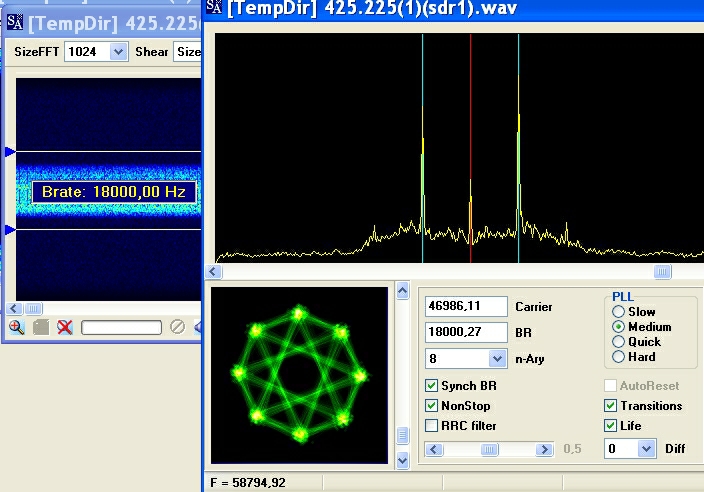 SA [TempDir] 425.225
SizeFFT 1024 Shear Size
Brate: 18000,00 Hz
SA [TempDir] 425.225(1)(sdr1).wav
46986,11 Carrier
18000,27 BR
8 n-Ary
Synch BR
NonStop
RRC filter
0,5
PLL
Slow
Medium
Quick
Hard
AutoReset
Transitions
Life
0 Diff
F = 58794,92